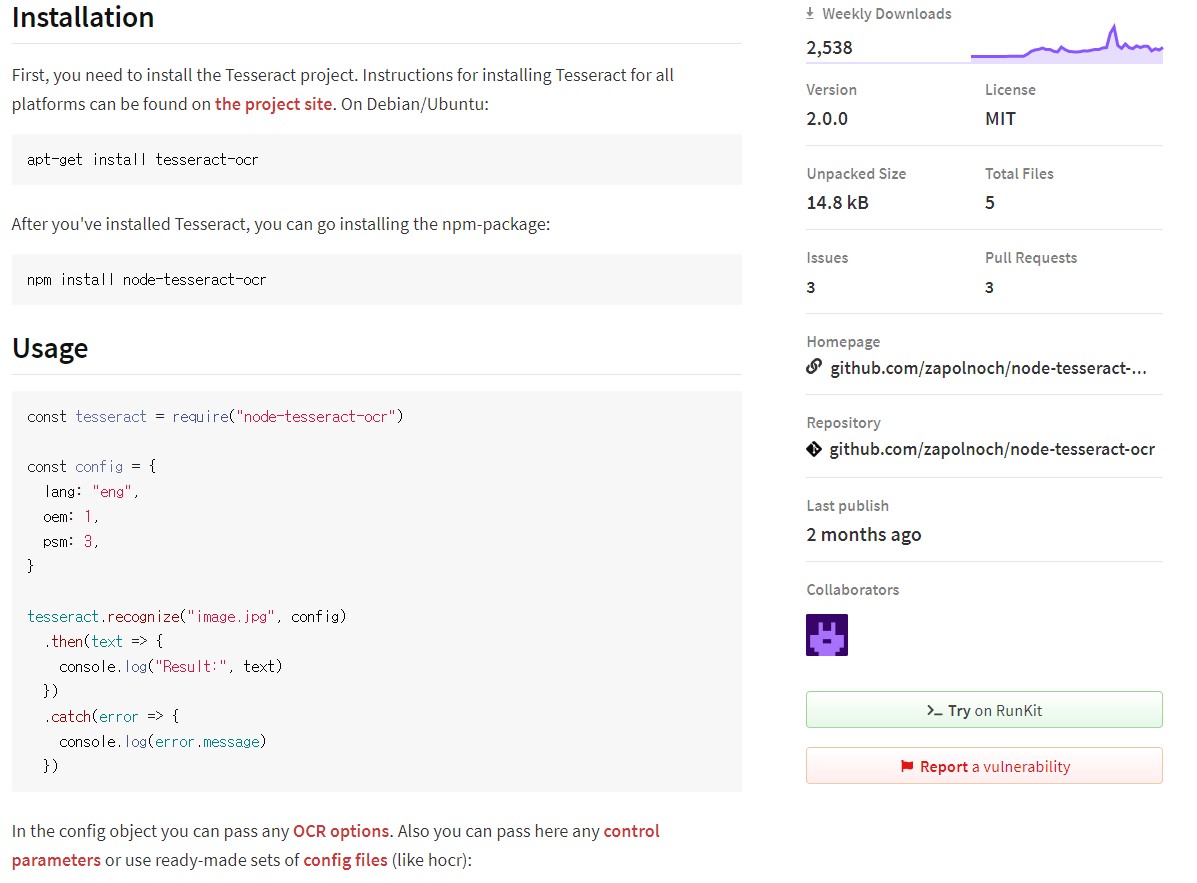 Installation
First, you need to install the Tesseract project. Instructions for installing Tesseract for all
platforms can be found on the project site. On Debian/Ubuntu:
apt-get install tesseract-ocr
After you've installed Tesseract, you can go installing the npm-package:
npm install node-tesseract-ocr
Usage
const tesseract = require("node-tesseract-ocr")
const config = {
  lang: "eng",
  oem: 1,
  psm: 3,
}
tesseract.recognize("image.jpg", config)
  .then(text => {
    console.log("Result:", text)
  })
  .catch(error => {
    console.log(error.message)
  })
In the config object you can pass any OCR options. Also you can pass here any control
parameters or use ready-made sets of config files (like hocr):
Weekly Downloads
2,538
Version License
2.0.0 MIT
Unpacked Size Total Files
14.8 kB 5
Issues Pull Requests
3 3
Homepage
github.com/zapolnoch/node-tesseract-...
Repository
github.com/zapolnoch/node-tesseract-ocr
Last publish
2 months ago
Collaborators
Try on RunKit
Report a vulnerability